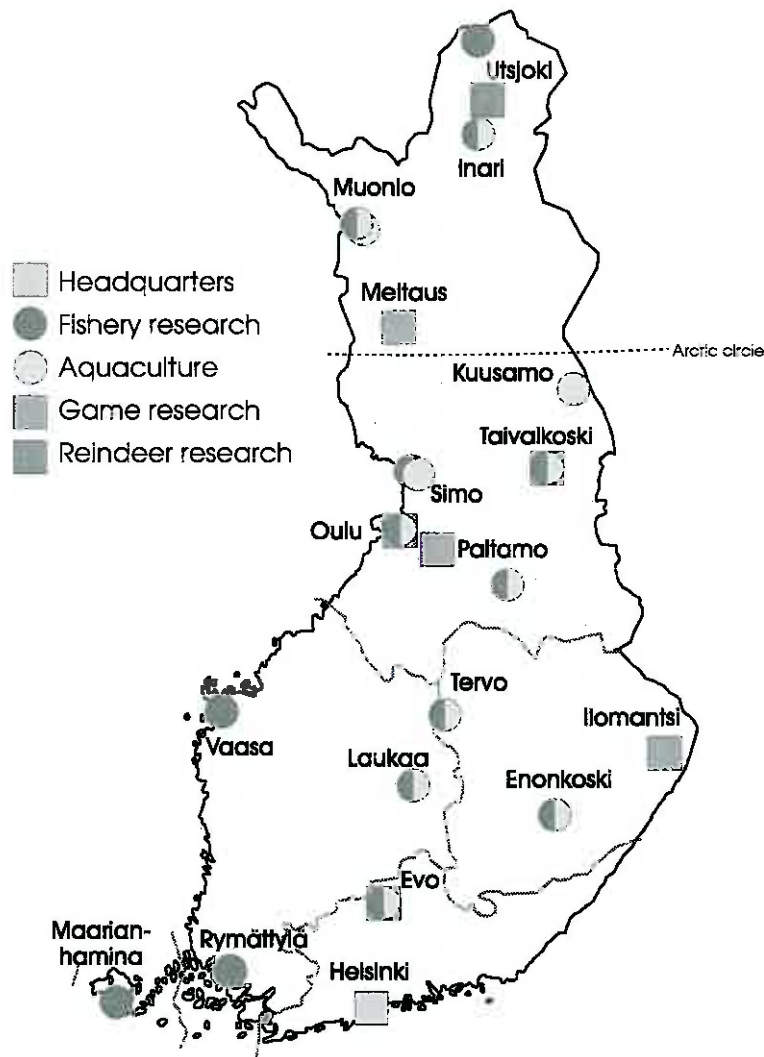 Utsjoki
Inari
Muonio
Headquarters
Fishery research
Aquaculture
Game research
Reindeer research
Meltaus
Arctic circle
Kuusamo
Taivalkoski
Simo
Oulu
Paltamo
Tervo
Ilomantsi
Vaasa
Laukaa
Enonkoski
Evo
Maarian-
hamina
Rymättylä
Helsinki